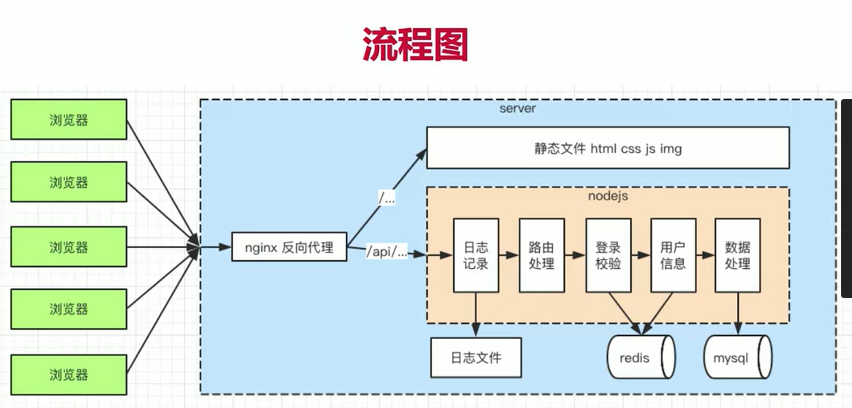 流程图
server
浏览器
浏览器
浏览器
浏览器
浏览器
nginx 反向代理
/...
/api/...
静态文件 html css js img
nodejs
日志
记录
路由
处理
登录
校验
用户
信息
数据
处理
日志文件
redis
mysql